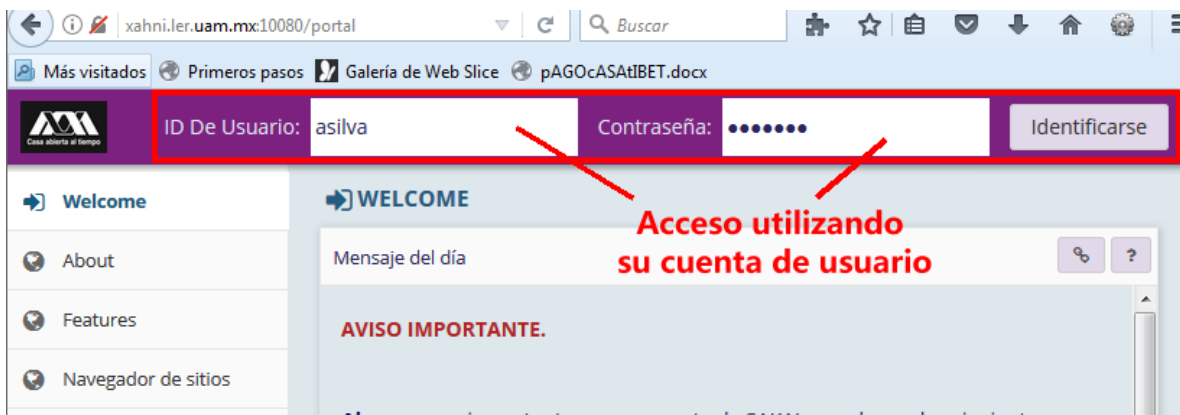 xahni.ler.uam.mx:10080/portal Buscar
Más visitados Primeros pasos Galería de Web Slice pAGOcASAtIBET.docx
Casa abierta al tiempo ID De Usuario: asilva Contraseña: ••••••• Identificarse
Welcome
WELCOME
Acceso utilizando
su cuenta de usuario
About
Mensaje del día
?
Features
AVISO IMPORTANTE.
Navegador de sitios